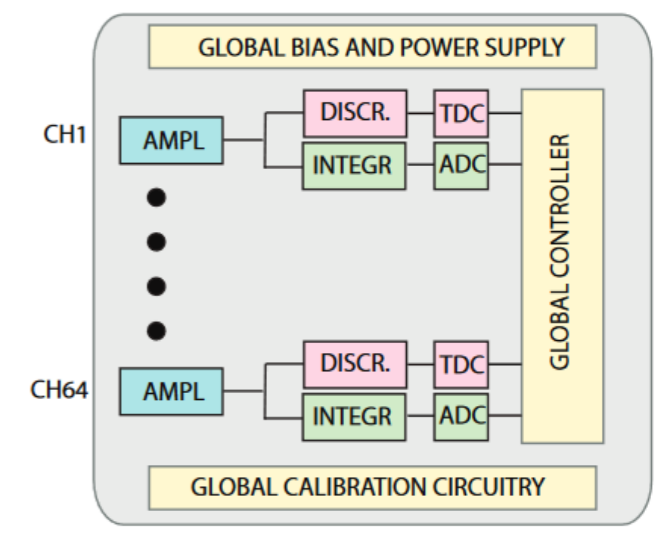 GLOBAL BIAS AND POWER SUPPLY
CH1
AMPL
DISCR.
TDC
INTEGR
ADC
GLOBAL CONTROLLER
CH64
AMPL
DISCR.
TDC
INTEGR
ADC
GLOBAL CALIBRATION CIRCUITRY